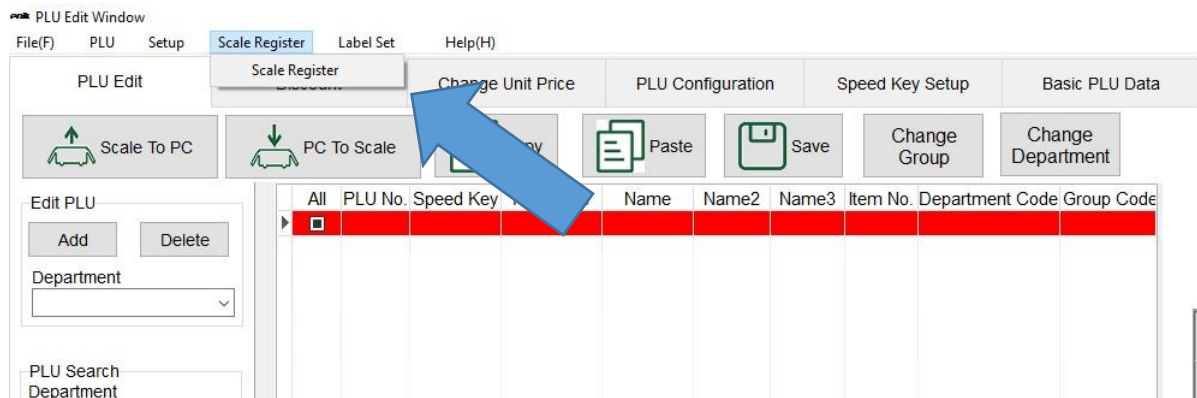 PLU Edit Window
File(F) PLU Setup Scale Register Label Set Help(H)
Scale Register
PLU Edit Change Unit Price PLU Configuration Speed Key Setup Basic PLU Data
Scale To PC PC To Scale Paste Save Change Group Change Department
Edit PLU
All PLU No. Speed Key Name Name2 Name3 Item No. Department Code Group Code
Add Delete
Department
PLU Search
Department